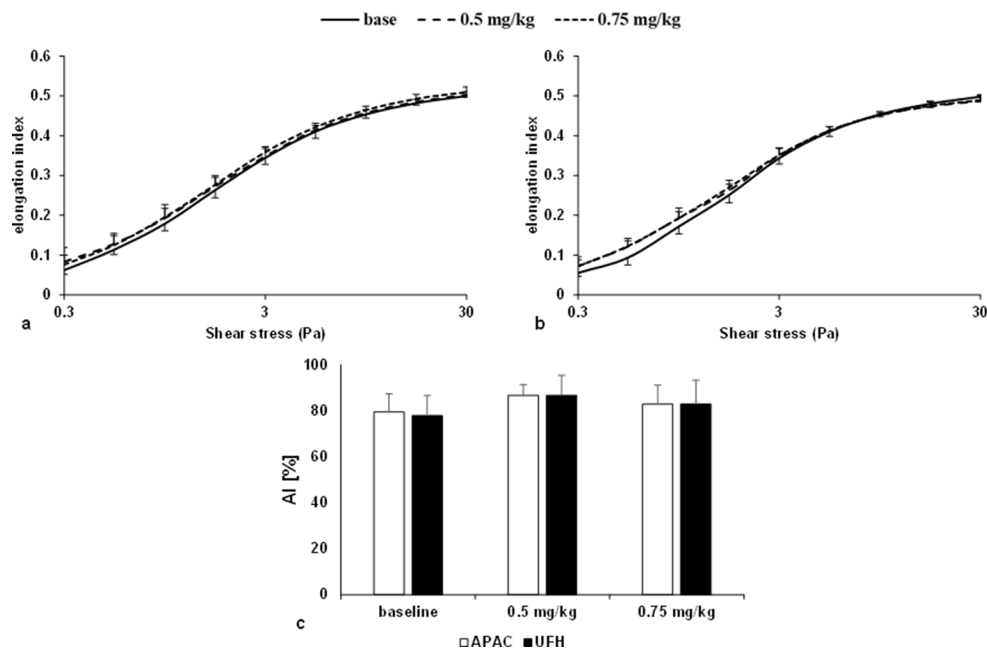 base 0.5 mg/kg 0.75 mg/kg
0.6
0.5
0.4
0.3
0.2
0.1
0
elongation index
0.3 3 30
Shear stress (Pa)
a
0.6
0.5
0.4
0.3
0.2
0.1
0
elongation index
0.3 3 30
Shear stress (Pa)
b
100
80
60
40
20
0
AI [%]
baseline 0.5 mg/kg 0.75 mg/kg
c
APAC UFH